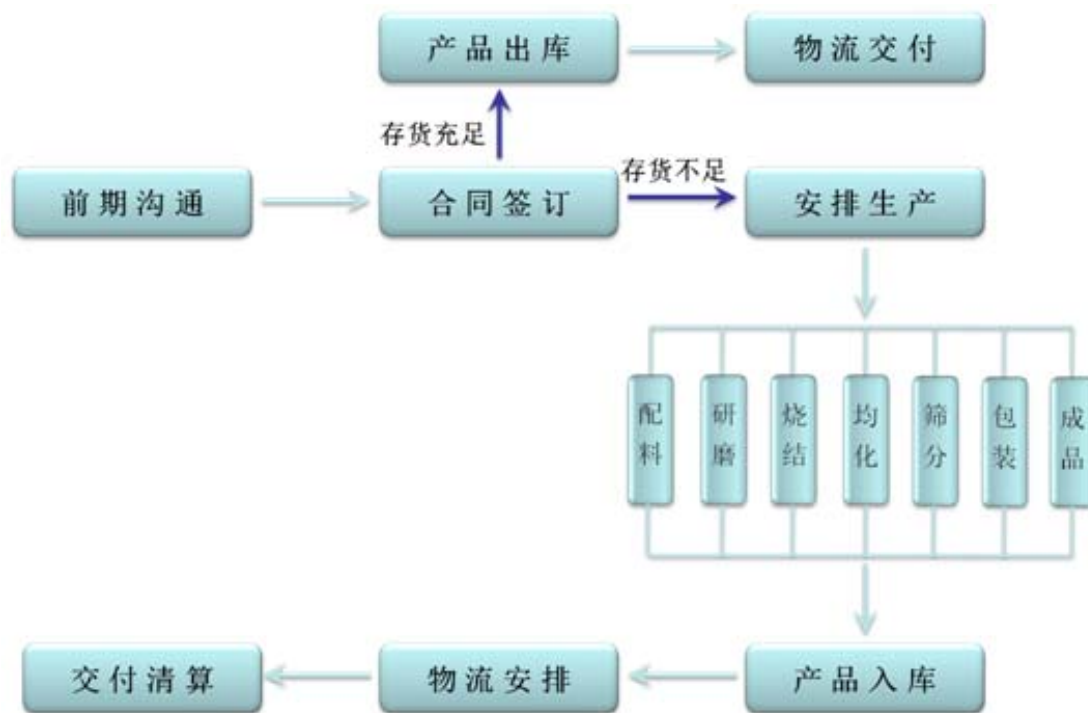 产品出库
物流交付
存货充足
存货不足
前期沟通
合同签订
安排生产
配料
研磨
烧结
均化
筛分
包装
成品
交付清算
物流安排
产品入库